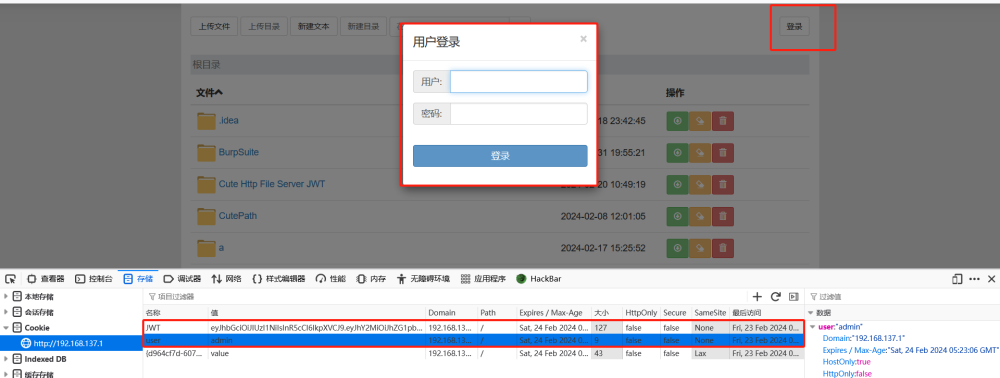 上传文件 上传目录 新建文本 新建目录 登录
用户登录 ×
根目录
用户:
文件 操作
密码:
.idea 18 23:42:45
登录
BurpSuite 31 19:55:21
Cute Http File Server JWT 20 10:49:19
CutePath 2024-02-08 12:01:05
a 2024-02-17 15:25:52
查看器 控制台 存储 调试器 网络 {} 样式编辑器 性能 内存 无障碍环境 应用程序 HackBar
本地存储 项目过滤器 过滤值
会话存储 名称 值 Domain Path Expires / Max-Age 大小 HttpOnly Secure SameSite 最后访问 数据
Cookie JWT 192.168.13... / Sat, 24 Feb 2024 0... 127 false false None Fri, 23 Feb 2024 0... user:"admin"
http://192.168.137.1 user admin 192.168.13... / Sat, 24 Feb 2024 0... 9 false false None Fri, 23 Feb 2024 0... Domain:"192.168.137.1"
Indexed DB {d964cf7d-607... value 192.168.13... / Sat, 24 Feb 2024 0... 43 false false Lax Fri, 23 Feb 2024 0... Expires / Max-Age:"Sat, 24 Feb 2024 05:23:06 GMT"
HostOnly:true
缓存存储 HttpOnly:false